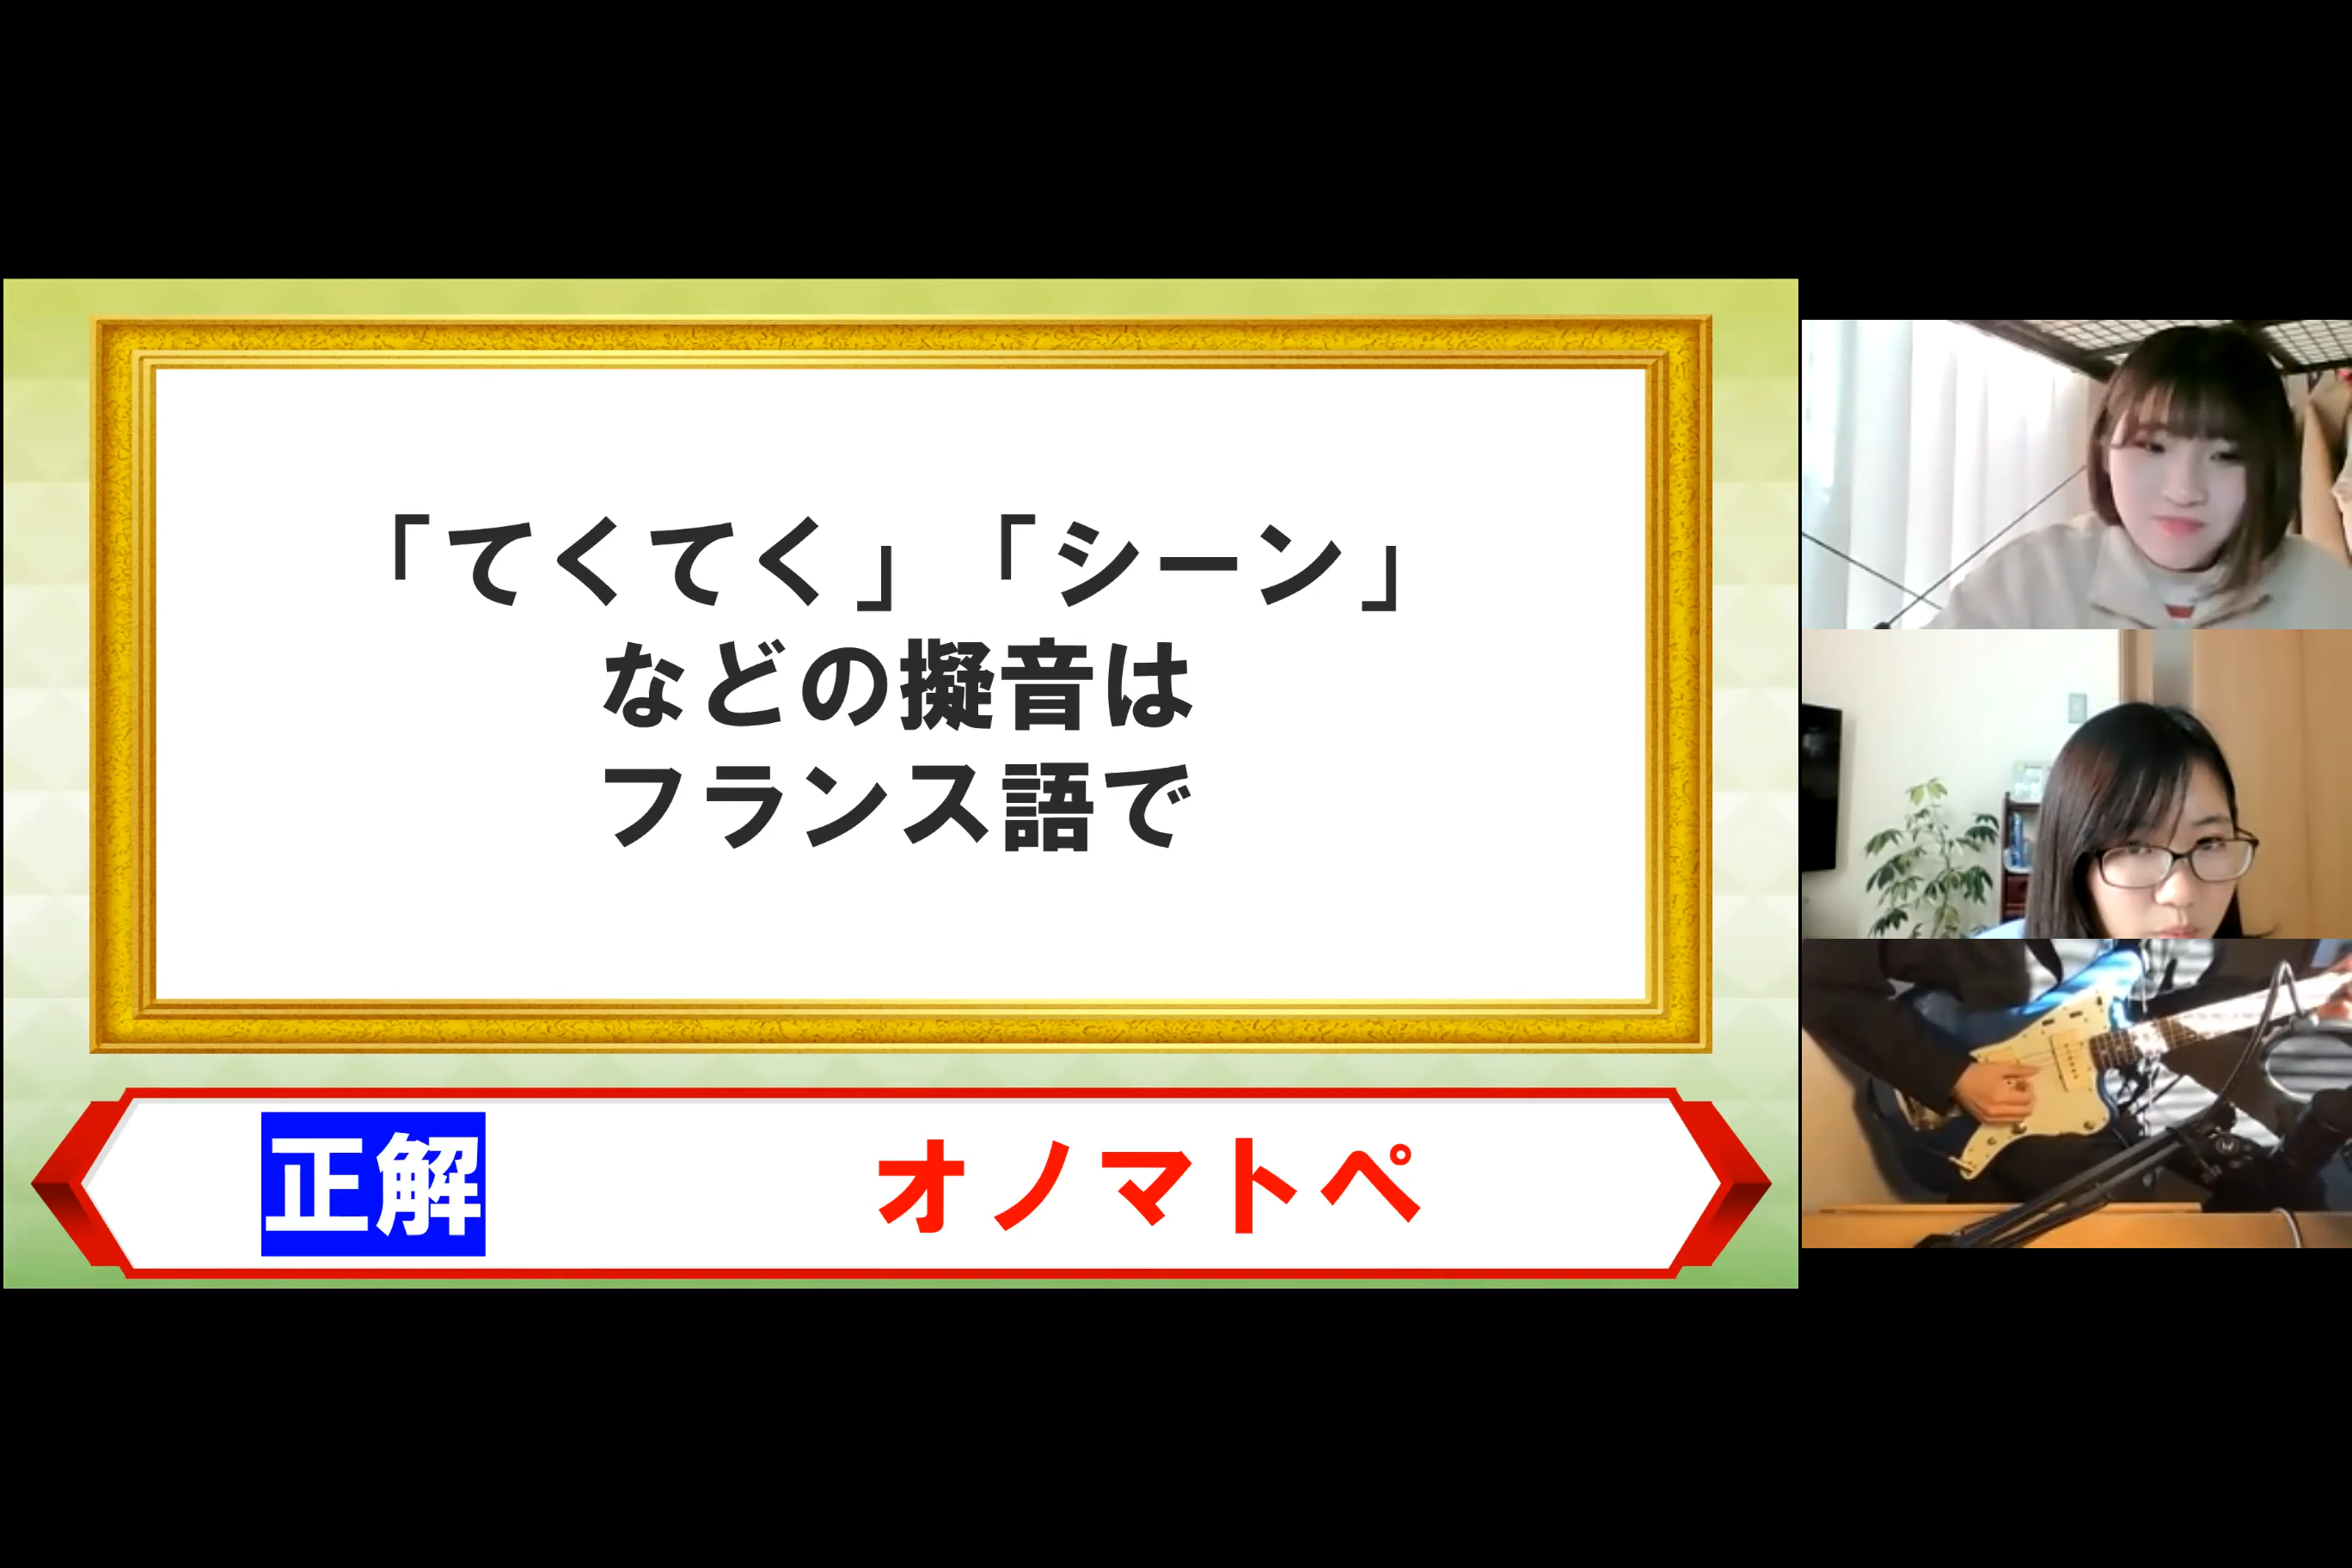 「てくてく」「シーン」
などの擬音は
フランス語で
正解 オノマトペ